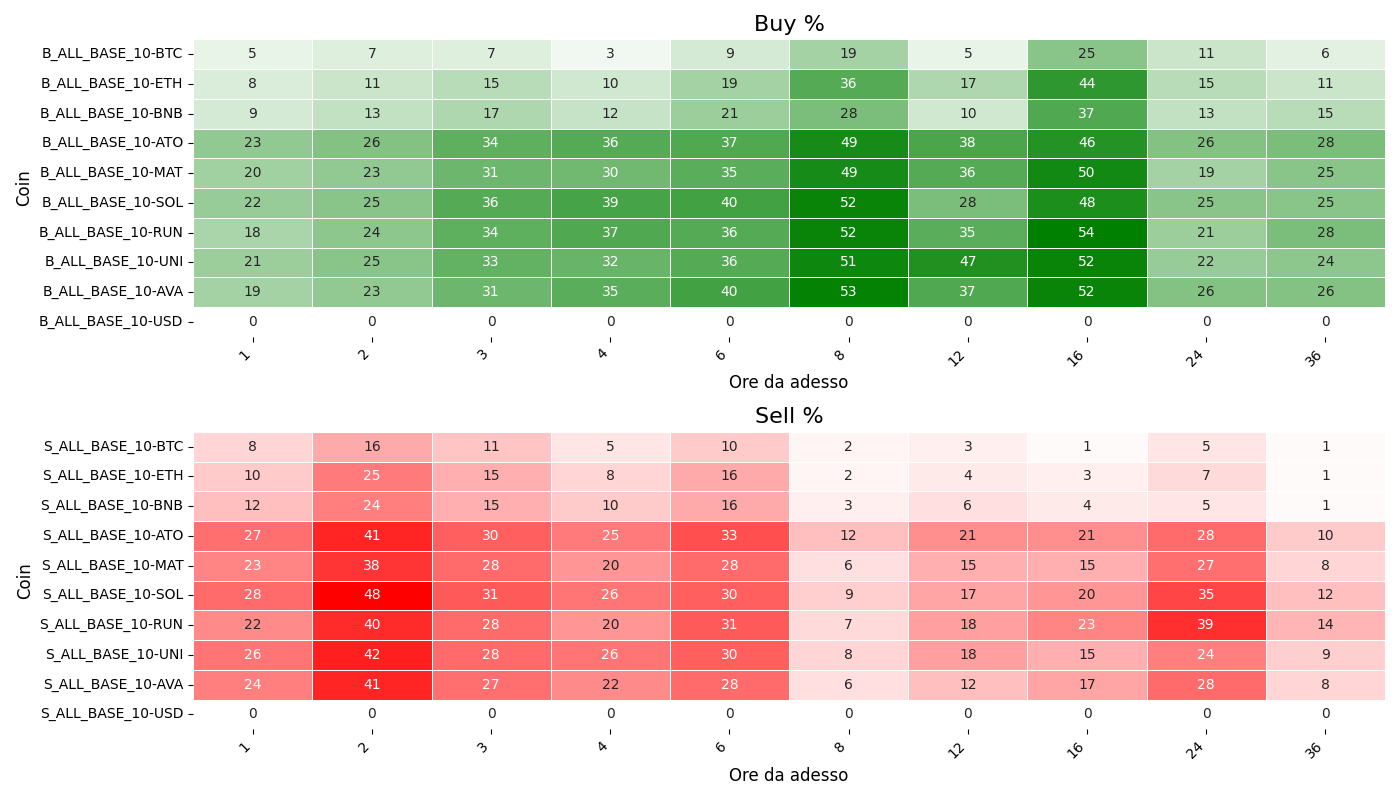 Buy %
Coin
B_ALL_BASE_10-BTC 5 7 7 3 9 19 5 25 11 6
B_ALL_BASE_10-ETH 8 11 15 10 19 36 17 44 15 11
B_ALL_BASE_10-BNB 9 13 17 12 21 28 10 37 13 15
B_ALL_BASE_10-ATO 23 26 34 36 37 49 38 46 26 28
B_ALL_BASE_10-MAT 20 23 31 30 35 49 36 50 19 25
B_ALL_BASE_10-SOL 22 25 36 39 40 52 28 48 25 25
B_ALL_BASE_10-RUN 18 24 34 37 36 52 35 54 21 28
B_ALL_BASE_10-UNI 21 25 33 32 36 51 47 52 22 24
B_ALL_BASE_10-AVA 19 23 31 35 40 53 37 52 26 26
B_ALL_BASE_10-USD 0 0 0 0 0 0 0 0 0 0
1 2 3 4 6 8 12 16 24 36
Ore da adesso
Sell %
Coin
S_ALL_BASE_10-BTC 8 16 11 5 10 2 3 1 5 1
S_ALL_BASE_10-ETH 10 25 15 8 16 2 4 3 7 1
S_ALL_BASE_10-BNB 12 24 15 10 16 3 6 4 5 1
S_ALL_BASE_10-ATO 27 41 30 25 33 12 21 21 28 10
S_ALL_BASE_10-MAT 23 38 28 20 28 6 15 15 27 8
S_ALL_BASE_10-SOL 28 48 31 26 30 9 17 20 35 12
S_ALL_BASE_10-RUN 22 40 28 20 31 7 18 23 39 14
S_ALL_BASE_10-UNI 26 42 28 26 30 8 18 15 24 9
S_ALL_BASE_10-AVA 24 41 27 22 28 6 12 17 28 8
S_ALL_BASE_10-USD 0 0 0 0 0 0 0 0 0 0
1 2 3 4 6 8 12 16 24 36
Ore da adesso